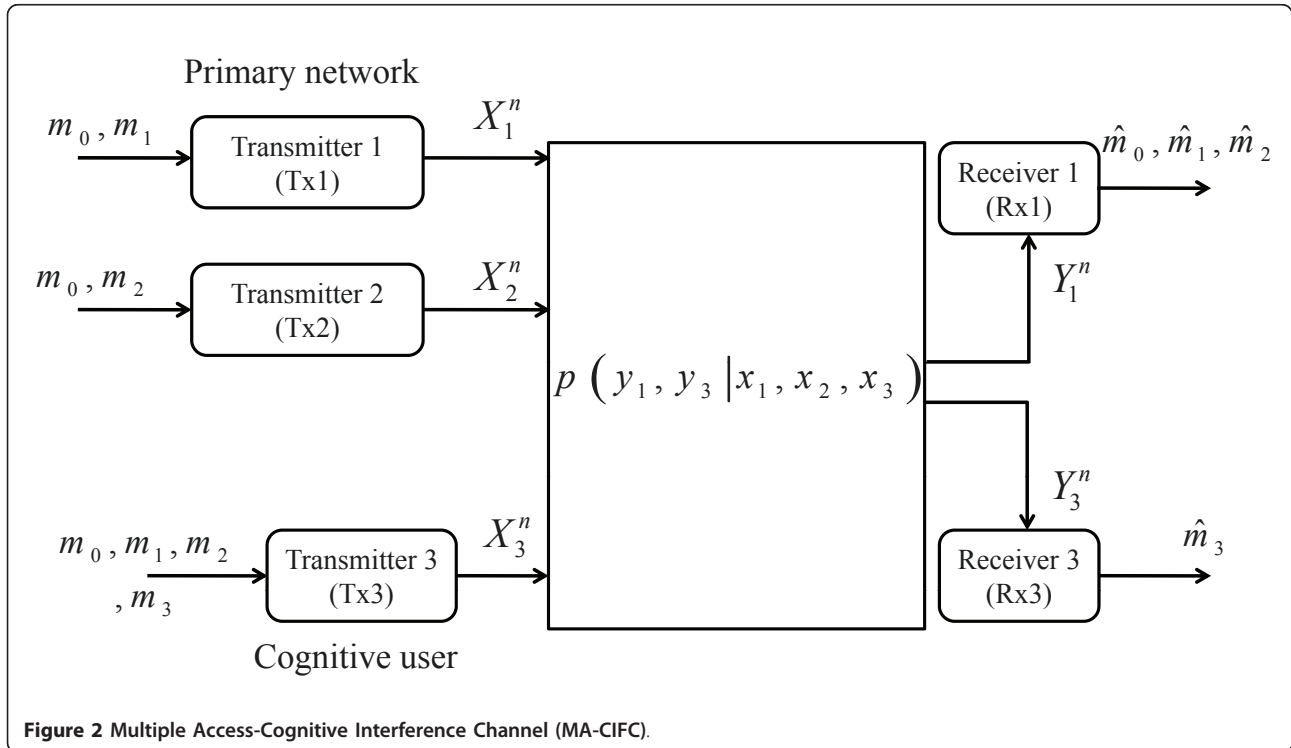 Primary network
m₀, m₁
Transmitter 1
(Tx1)
X₁ⁿ
m̂₀, m̂₁, m̂₂
Receiver 1
(Rx1)
m₀, m₂
Transmitter 2
(Tx2)
X₂ⁿ
Y₁ⁿ
p(y₁, y₃|x₁, x₂, x₃)
m₀, m₁, m₂
, m₃
Transmitter 3
(Tx3)
X₃ⁿ
Y₃ⁿ
Receiver 3
(Rx3)
m̂₃
Cognitive user
Figure 2 Multiple Access-Cognitive Interference Channel (MA-CIFC).